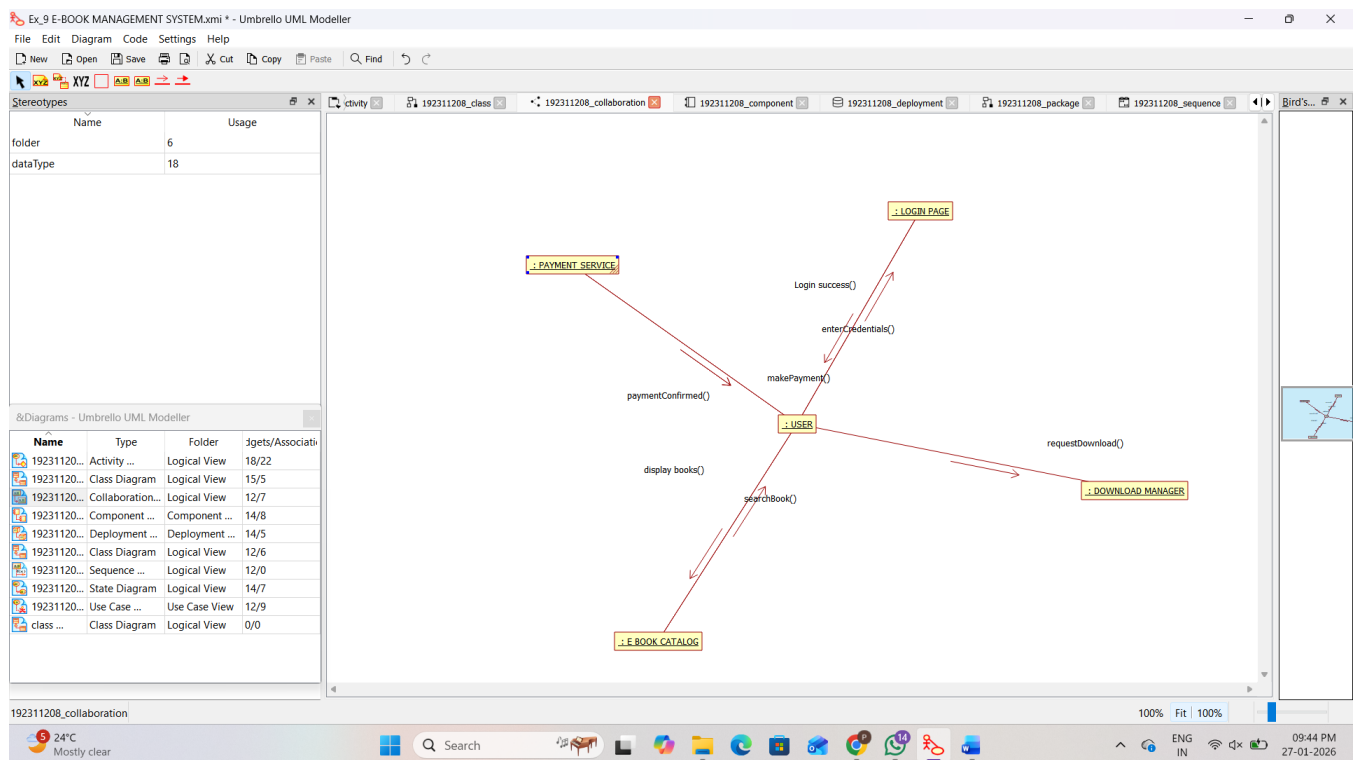 Ex_9 E-BOOK MANAGEMENT SYSTEM.xmi * - Umbrello UML Modeller
File Edit Diagram Code Settings Help
New Open Save Cut Copy Paste Find
XYZ XYZ XYZ A:B A:B
Stereotypes
Name Usage
folder 6
dataType 18
ctivity 192311208_class 192311208_collaboration 192311208_component 192311208_deployment 192311208_package 192311208_sequence
Bird's...
: LOGIN PAGE
: PAYMENT SERVICE
Login success()
enterCredentials()
makePayment()
paymentConfirmed()
: USER
requestDownload()
display books()
: DOWNLOAD MANAGER
searchBook()
: E BOOK CATALOG
&Diagrams - Umbrello UML Modeller
Name Type Folder dgets/Associati
19231120... Activity ... Logical View 18/22
19231120... Class Diagram Logical View 15/5
19231120... Collaboration... Logical View 12/7
19231120... Component ... Component ... 14/8
19231120... Deployment ... Deployment ... 14/5
19231120... Class Diagram Logical View 12/6
19231120... Sequence ... Logical View 12/0
19231120... State Diagram Logical View 14/7
19231120... Use Case ... Use Case View 12/9
class ... Class Diagram Logical View 0/0
192311208_collaboration
100% Fit 100%
5 24°C
Mostly clear
Search
P 14
ENG
IN
09:44 PM
27-01-2026